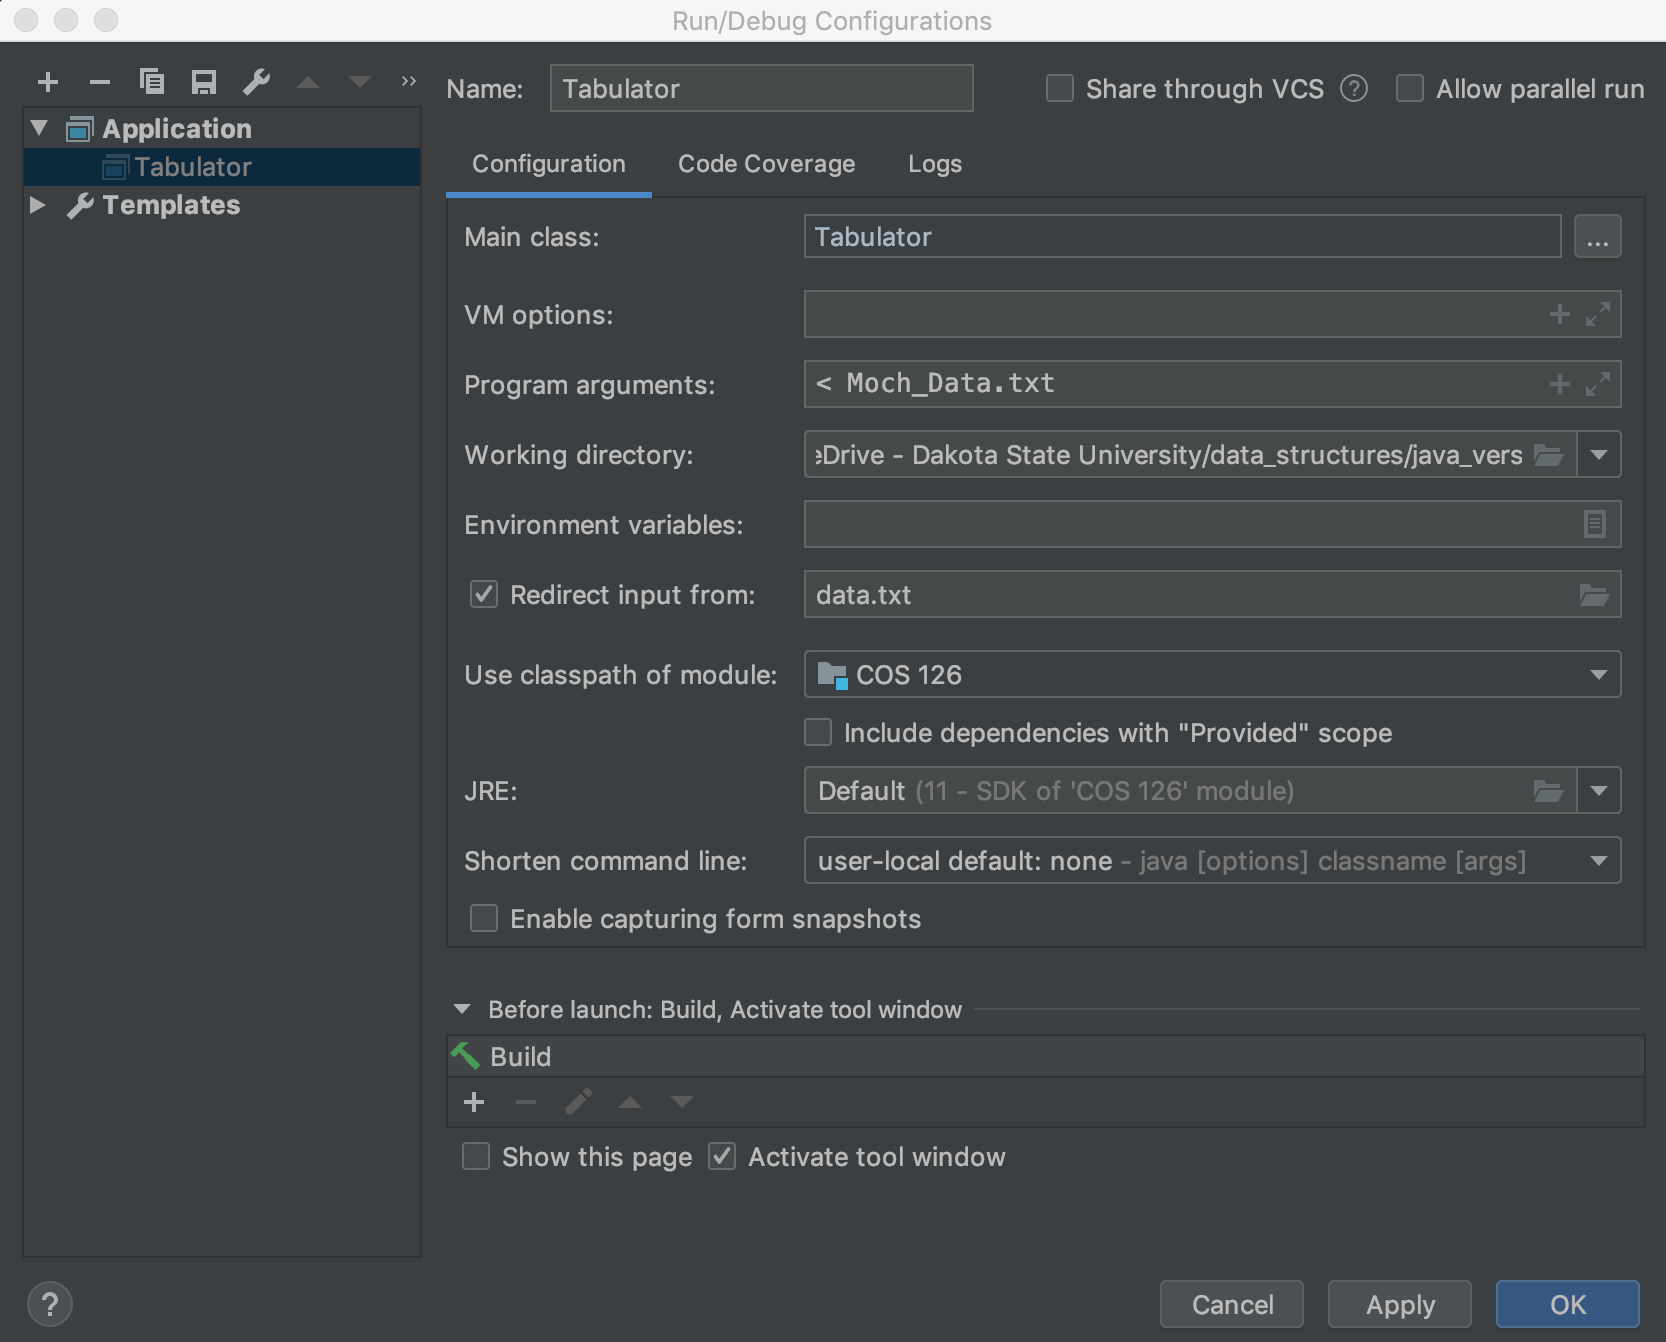 Run/Debug Configurations
Name: Tabulator Share through VCS ? Allow parallel run
Application
Tabulator
Templates
Configuration Code Coverage Logs
Main class: Tabulator ...
VM options:
Program arguments: < Moch_Data.txt
Working directory: eDrive - Dakota State University/data_structures/java_vers
Environment variables:
Redirect input from: data.txt
Use classpath of module: COS 126
Include dependencies with "Provided" scope
JRE: Default (11 - SDK of 'COS 126' module)
Shorten command line: user-local default: none - java [options] classname [args]
Enable capturing form snapshots
Before launch: Build, Activate tool window
Build
Show this page Activate tool window
? Cancel Apply OK